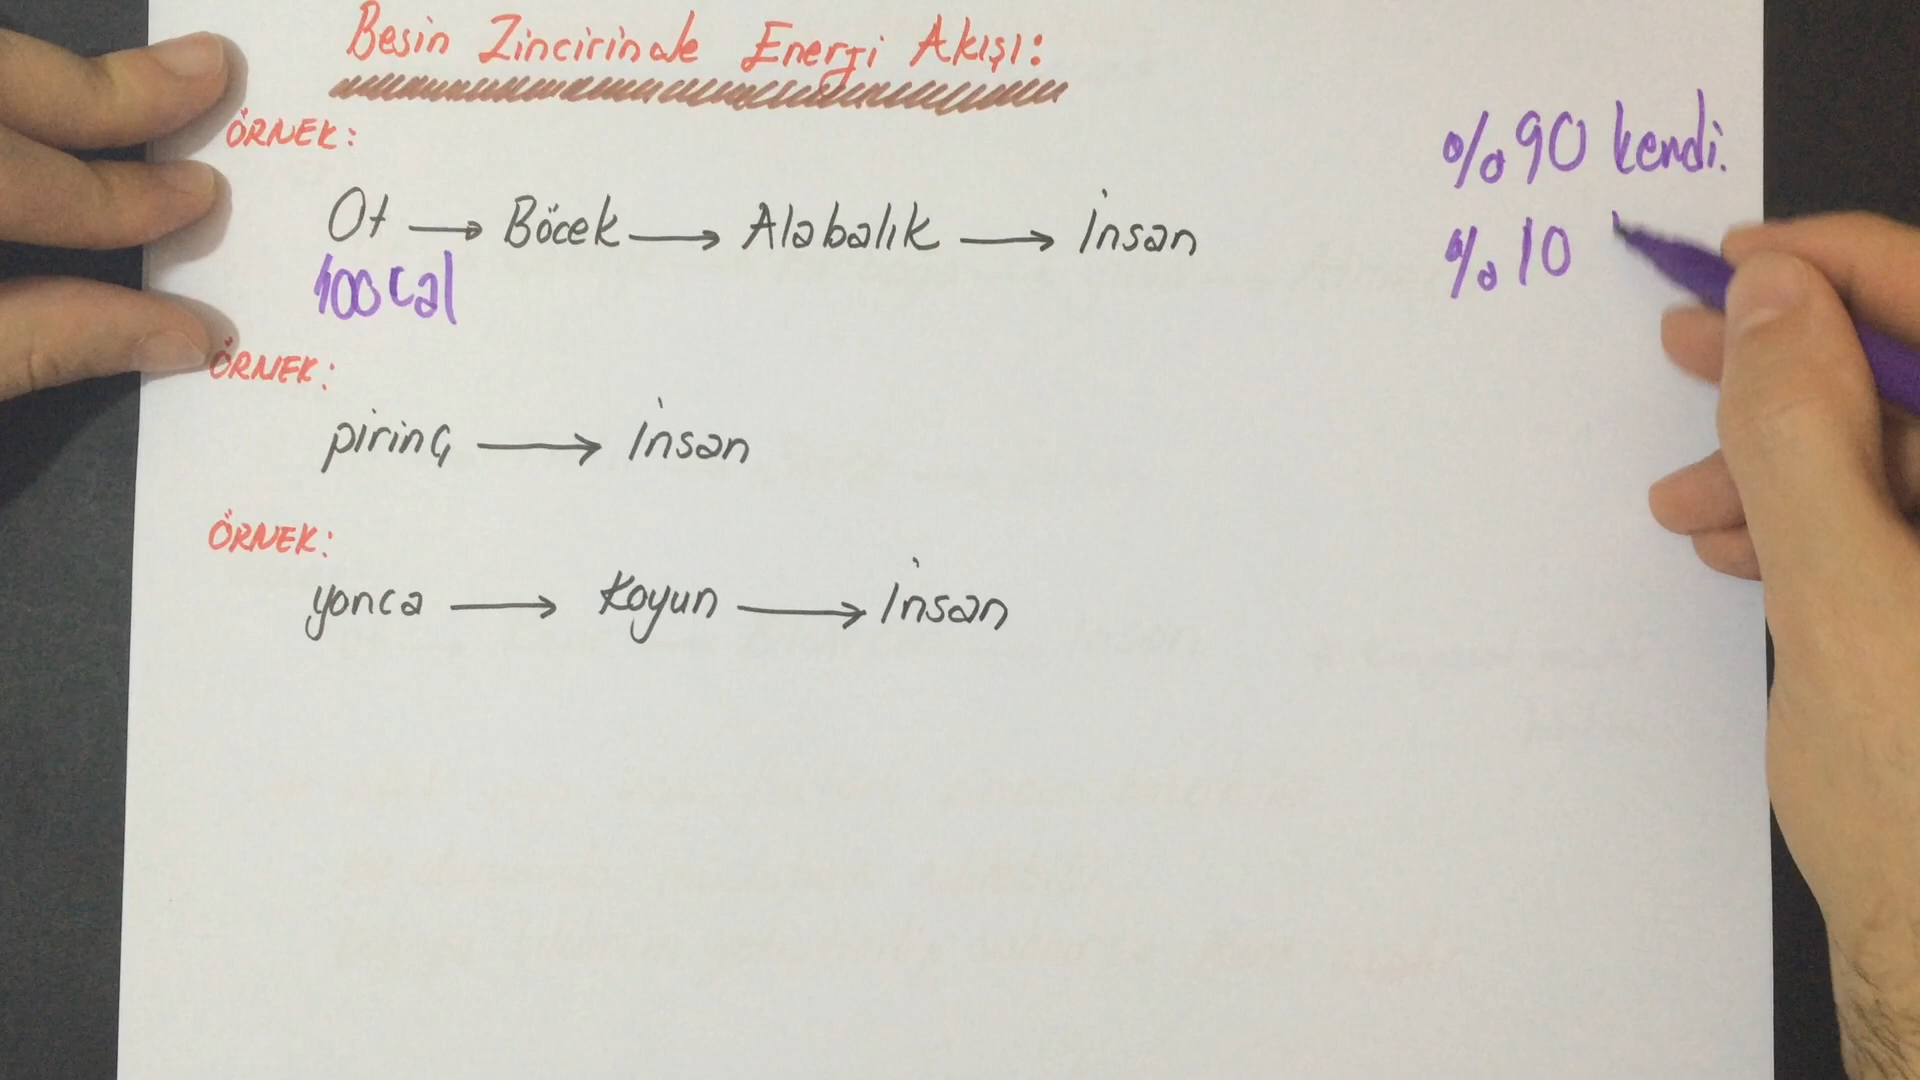 Besin Zincirinde Enerji Akışı:
ÖRNEK:
Ot → Böcek → Alabalık → İnsan
100 Cal
%90 kendi.
%10
ÖRNEK:
pirinç → İnsan
ÖRNEK:
yonca → Koyun → İnsan